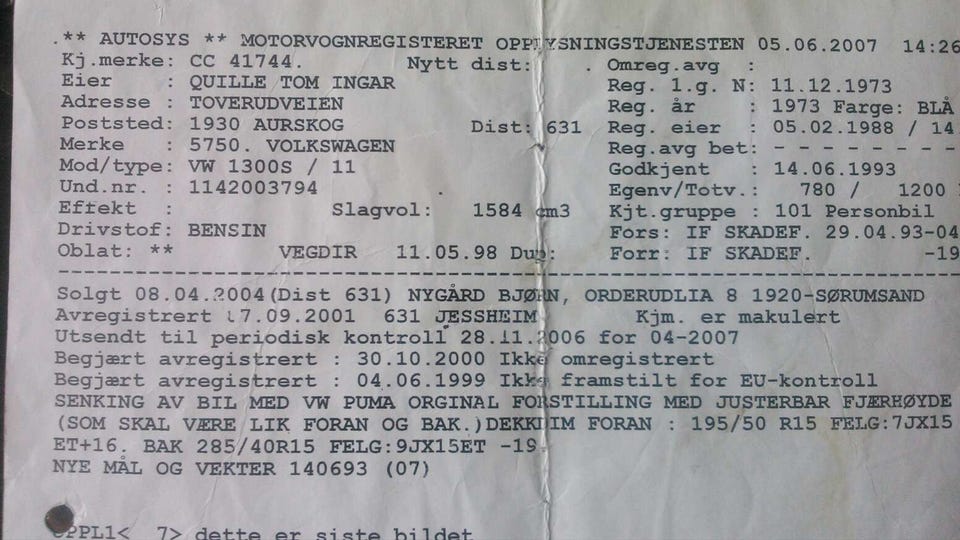 .** AUTOSYS ** MOTORVOGNREGISTERET OPPLYSNINGSTJENESTEN 05.06.2007 14:26
Kj.merke: CC 41744. Nytt dist: . Omreg.avg :
Eier : QUILLE TOM INGAR Reg. 1.g. N: 11.12.1973
Adresse : TOVERUDVEIEN Reg. år : 1973 Farge: BLÅ
Poststed: 1930 AURSKOG Dist: 631 Reg. eier : 05.02.1988 / 14
Merke : 5750. VOLKSWAGEN Reg.avg bet: - - - - - - - -
Mod/type: VW 1300S / 11 Godkjent : 14.06.1993
Und.nr. : 1142003794 Egenv/Totv.: 780 / 1200
Effekt : Slagvol: 1584 cm3 Kjt.gruppe : 101 Personbil
Drivstof: BENSIN Fors: IF SKADEF. 29.04.93-04
Oblat: ** VEGDIR 11.05.98 Dup: Forr: IF SKADEF. -19
Solgt 08.04.2004(Dist 631) NYGÅRD BJØRN, ORDERUDLIA 8 1920-SØRUMSAND
Avregistrert 17.09.2001 631 JESSHEIM Kjm. er makulert
Utsendt til periodisk kontroll 28.11.2006 for 04-2007
Begjært avregistrert : 30.10.2000 Ikke omregistrert
Begjært avregistrert : 04.06.1999 Ikke framstilt for EU-kontroll
SENKING AV BIL MED VW PUMA ORGINAL FORSTILLING MED JUSTERBAR FJÆRHØYDE
(SOM SKAL VÆRE LIK FORAN OG BAK.)DEKKDIM FORAN : 195/50 R15 FELG:7JX15
ET+16. BAK 285/40R15 FELG:9JX15ET -19
NYE MÅL OG VEKTER 140693 (07)
OPPL1< 7> dette er siste bildet